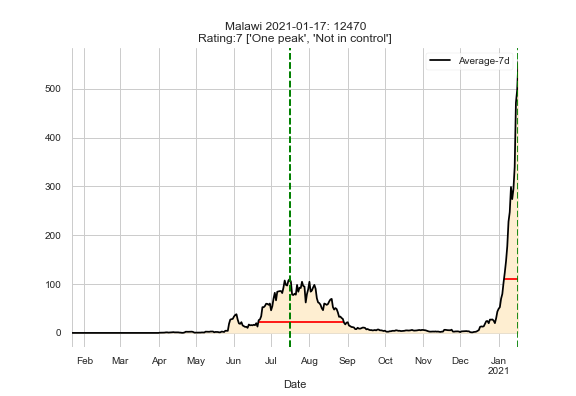 Malawi 2021-01-17: 12470
Rating:7 ['One peak', 'Not in control']
Average-7d
500
400
300
200
100
0
Feb Mar Apr May Jun Jul Aug Sep Oct Nov Dec Jan
2021
Date